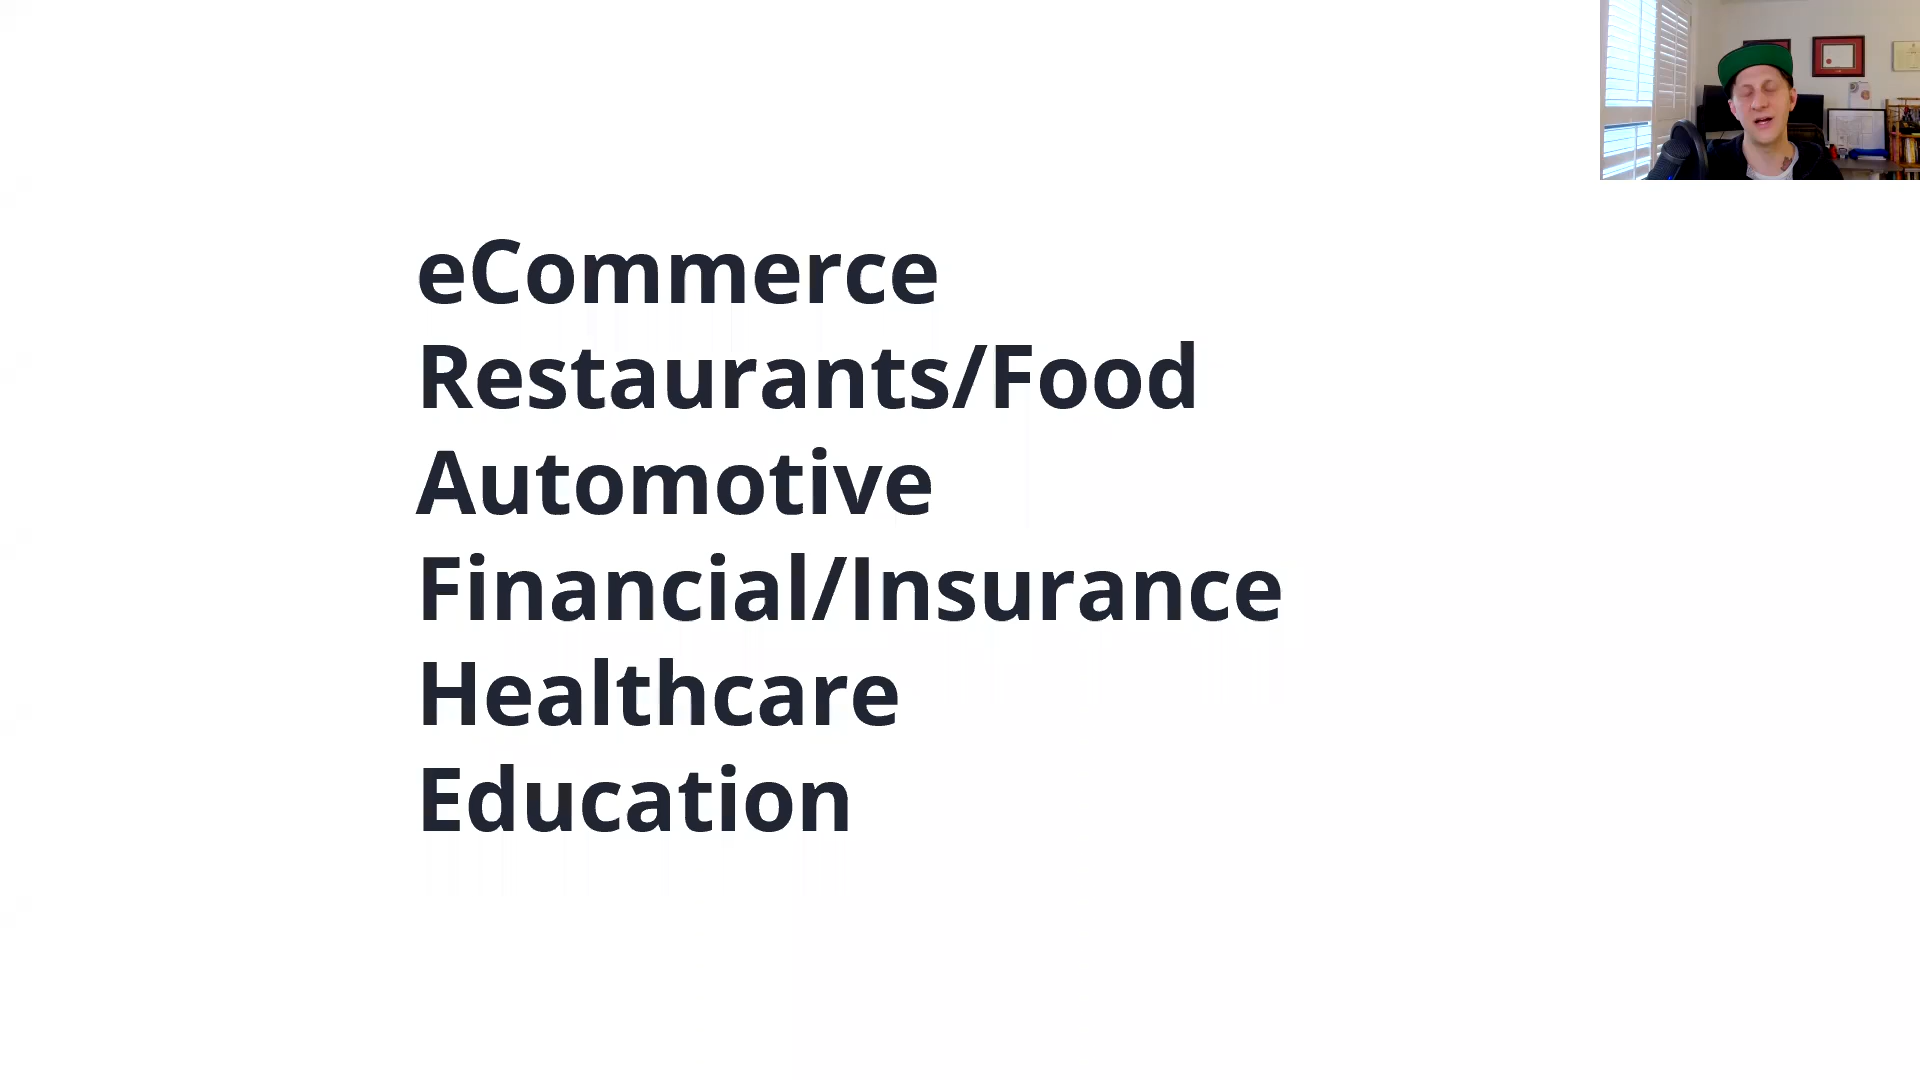 eCommerce
Restaurants/Food
Automotive
Financial/Insurance
Healthcare
Education